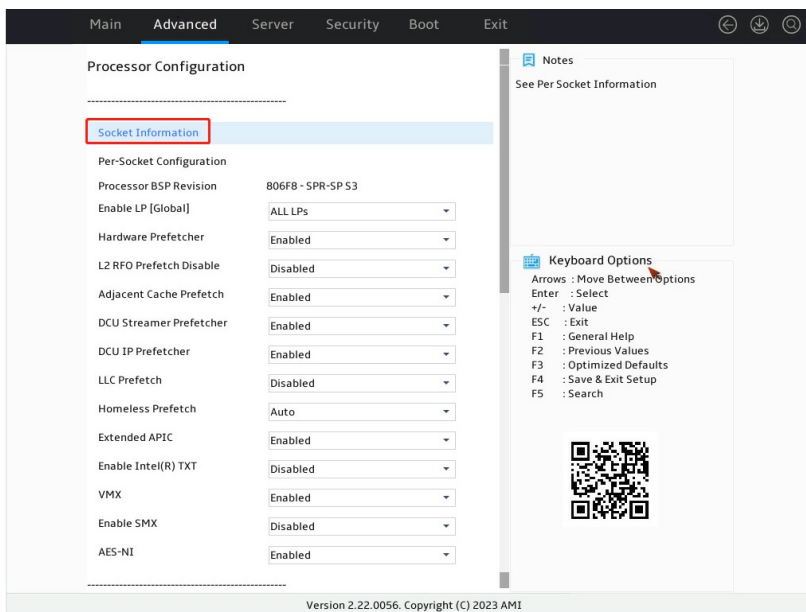 Main Advanced Server Security Boot Exit
Processor Configuration
--------------------------------------------------
Socket Information
Per-Socket Configuration
Processor BSP Revision 806F8 - SPR-SP S3
Enable LP [Global] ALL LPs
Hardware Prefetcher Enabled
L2 RFO Prefetch Disable Disabled
Adjacent Cache Prefetch Enabled
DCU Streamer Prefetcher Enabled
DCU IP Prefetcher Enabled
LLC Prefetch Disabled
Homeless Prefetch Auto
Extended APIC Enabled
Enable Intel(R) TXT Disabled
VMX Enabled
Enable SMX Disabled
AES-NI Enabled
--------------------------------------------------
Notes
See Per Socket Information
Keyboard Options
Arrows : Move Between Options
Enter : Select
+/- : Value
ESC : Exit
F1 : General Help
F2 : Previous Values
F3 : Optimized Defaults
F4 : Save & Exit Setup
F5 : Search
Version 2.22.0056. Copyright (C) 2023 AMI